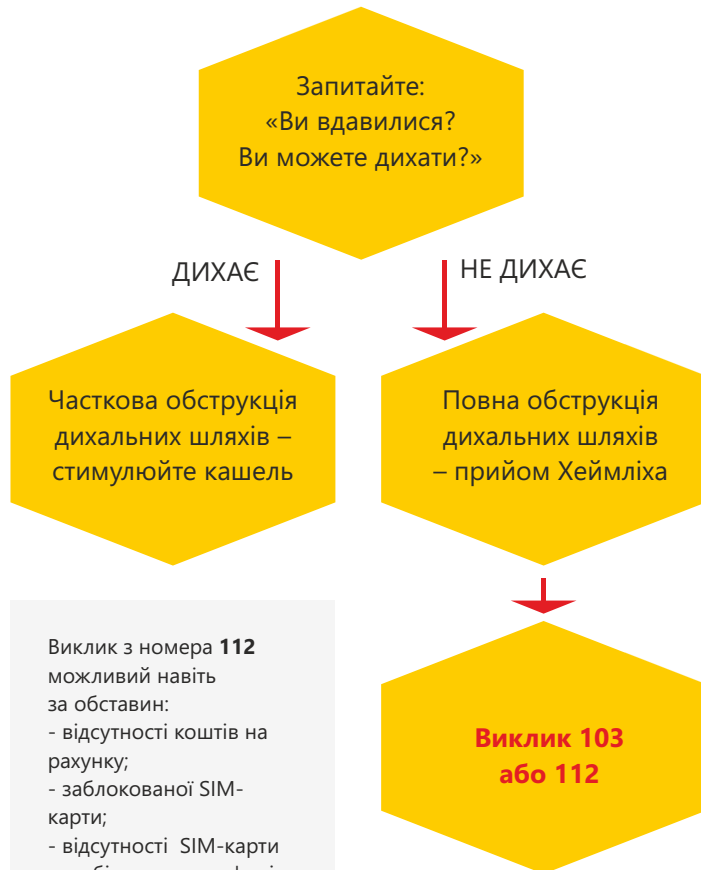 Запитайте:
«Ви вдавилися?
Ви можете дихати?»
ДИХАЄ
НЕ ДИХАЄ
Часткова обструкція
дихальних шляхів –
стимулюйте кашель
Повна обструкція
дихальних шляхів
– прийом Хеймліха
Виклик з номера 112
можливий навіть
за обставин:
- відсутності коштів на
рахунку;
- заблокованої SIM-
карти;
- відсутності SIM-карти
Виклик 103
або 112